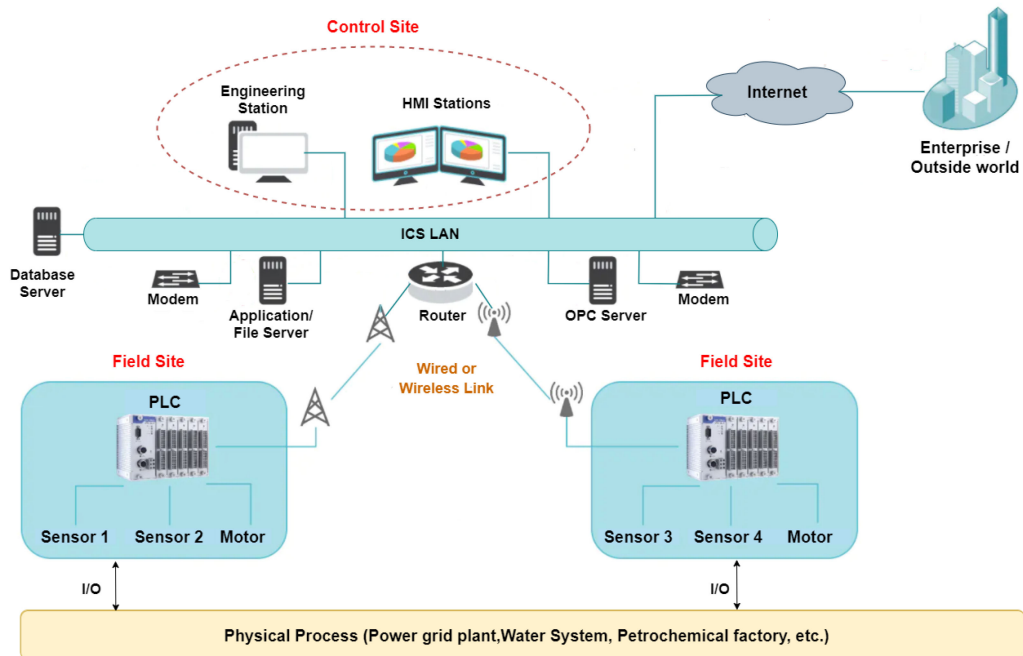 Control Site
Engineering
Station
HMI Stations
Internet
Enterprise /
Outside world
ICS LAN
Database
Server
Modem
Application/
File Server
Router
OPC Server
Modem
Wired or
Wireless Link
Field Site
PLC
Sensor 1
Sensor 2
Motor
I/O
Field Site
PLC
Sensor 3
Sensor 4
Motor
I/O
Physical Process (Power grid plant,Water System, Petrochemical factory, etc.)